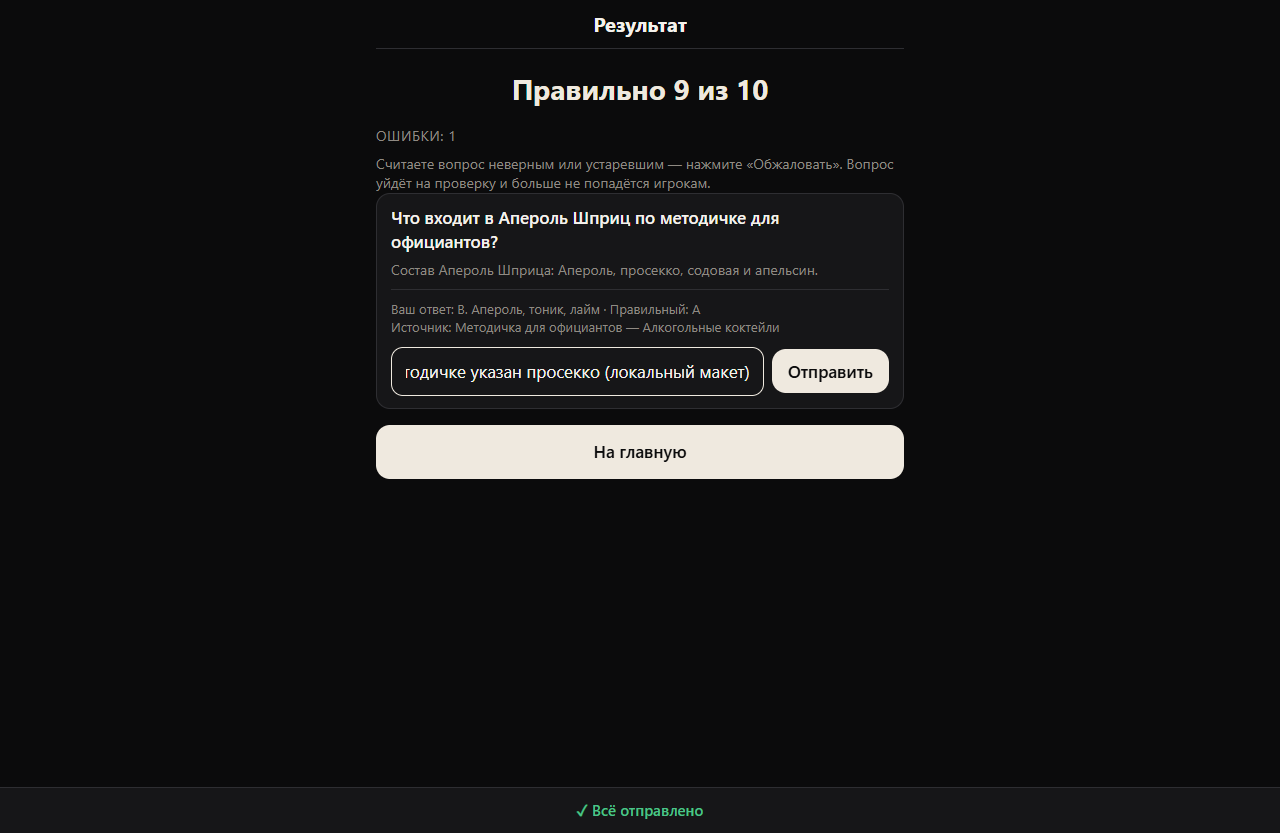 Результат
Правильно 9 из 10
ОШИБКИ: 1
Считаете вопрос неверным или устаревшим — нажмите «Обжаловать». Вопрос
уйдёт на проверку и больше не попадётся игрокам.
Что входит в Апероль Шприц по методичке для
официантов?
Состав Апероль Шприца: Апероль, просекко, содовая и апельсин.
Ваш ответ: B. Апероль, тоник, лайм · Правильный: A
Источник: Методичка для официантов — Алкогольные коктейли
указан просекко (локальный макет)
Отправить
На главную
✓ Всё отправлено